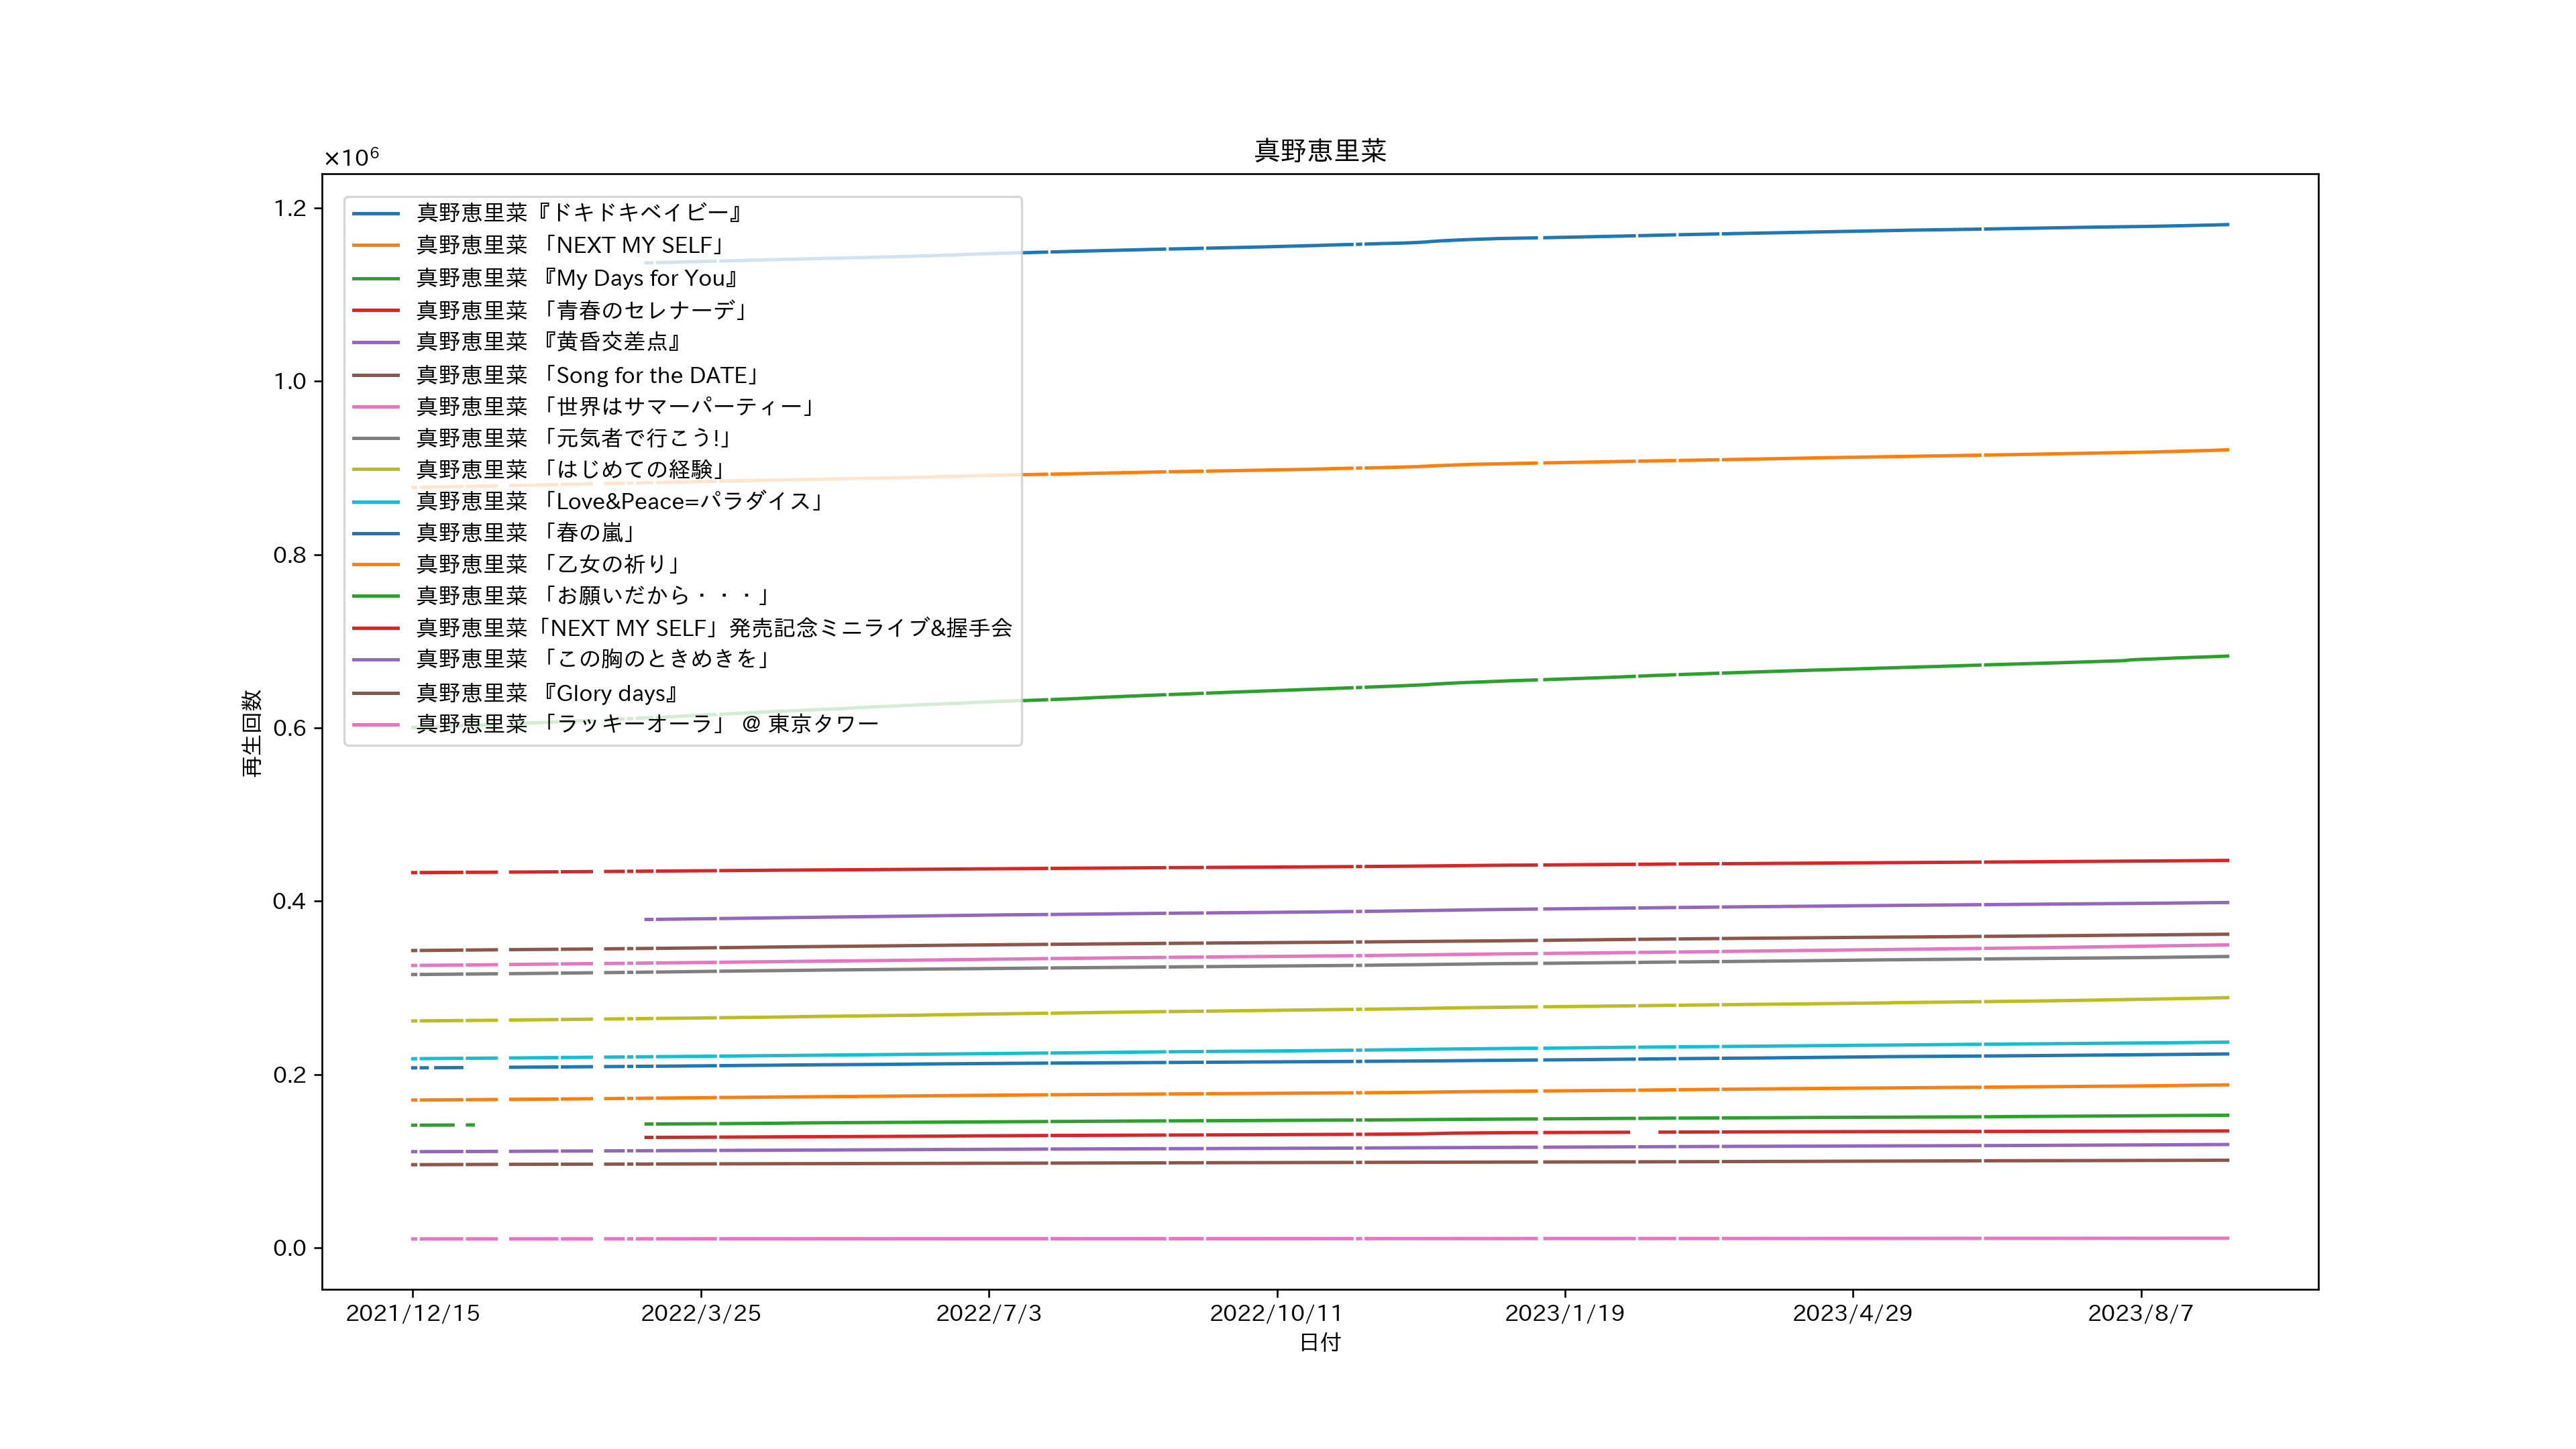 真野恵里菜
×10⁶
1.2
1.0
0.8
0.6
0.4
0.2
0.0
再生回数
真野恵里菜『ドキドキベイビー』
真野恵里菜 「NEXT MY SELF」
真野恵里菜 『My Days for You』
真野恵里菜 「青春のセレナーデ」
真野恵里菜 『黄昏交差点』
真野恵里菜 「Song for the DATE」
真野恵里菜 「世界はサマーパーティー」
真野恵里菜 「元気者で行こう!」
真野恵里菜 「はじめての経験」
真野恵里菜 「Love&Peace=パラダイス」
真野恵里菜 「春の嵐」
真野恵里菜 「乙女の祈り」
真野恵里菜 「お願いだから・・・」
真野恵里菜「NEXT MY SELF」発売記念ミニライブ&握手会
真野恵里菜 「この胸のときめきを」
真野恵里菜 『Glory days』
真野恵里菜 「ラッキーオーラ」 @ 東京タワー
2021/12/15
2022/3/25
2022/7/3
2022/10/11
2023/1/19
2023/4/29
2023/8/7
日付